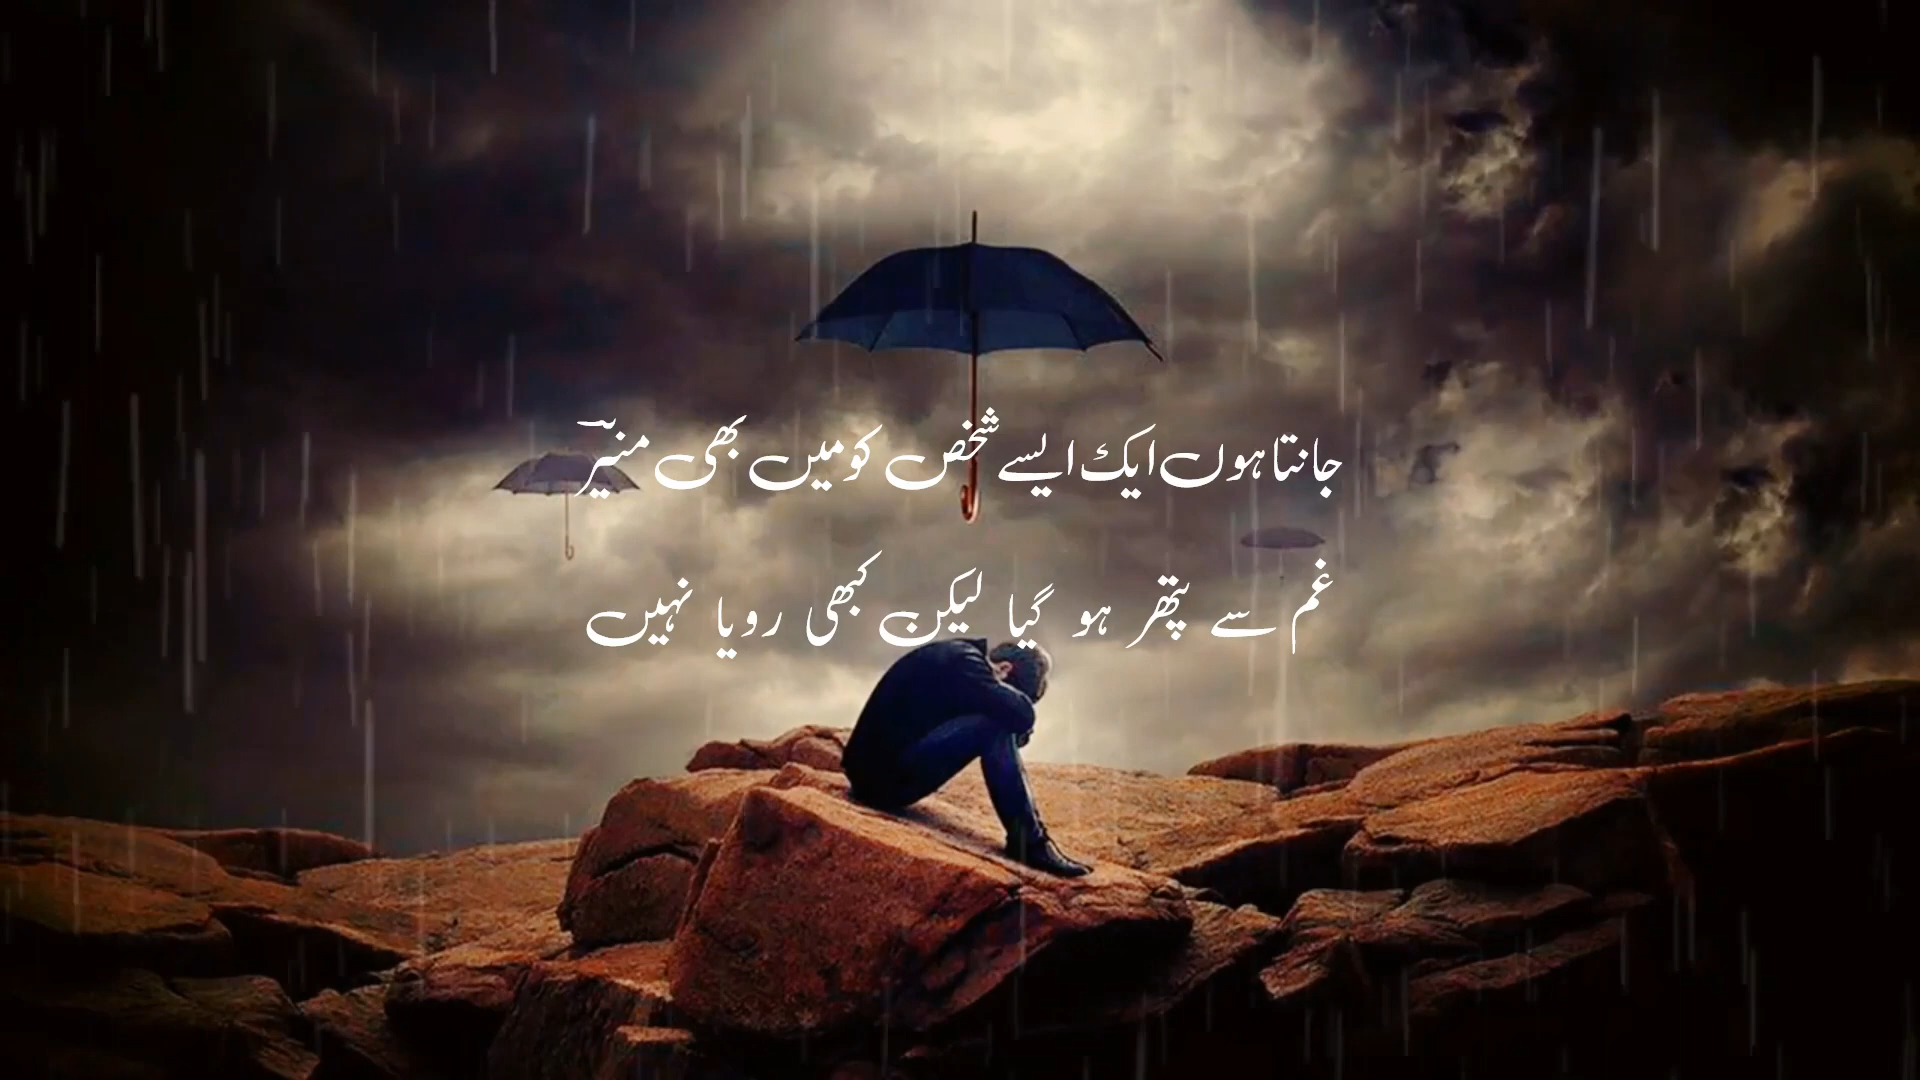 جانتا ہوں ایک ایسے شخص کو میں بھی منیرؔ
غم سے پتھر ہو گیا لیکن کبھی رویا نہیں